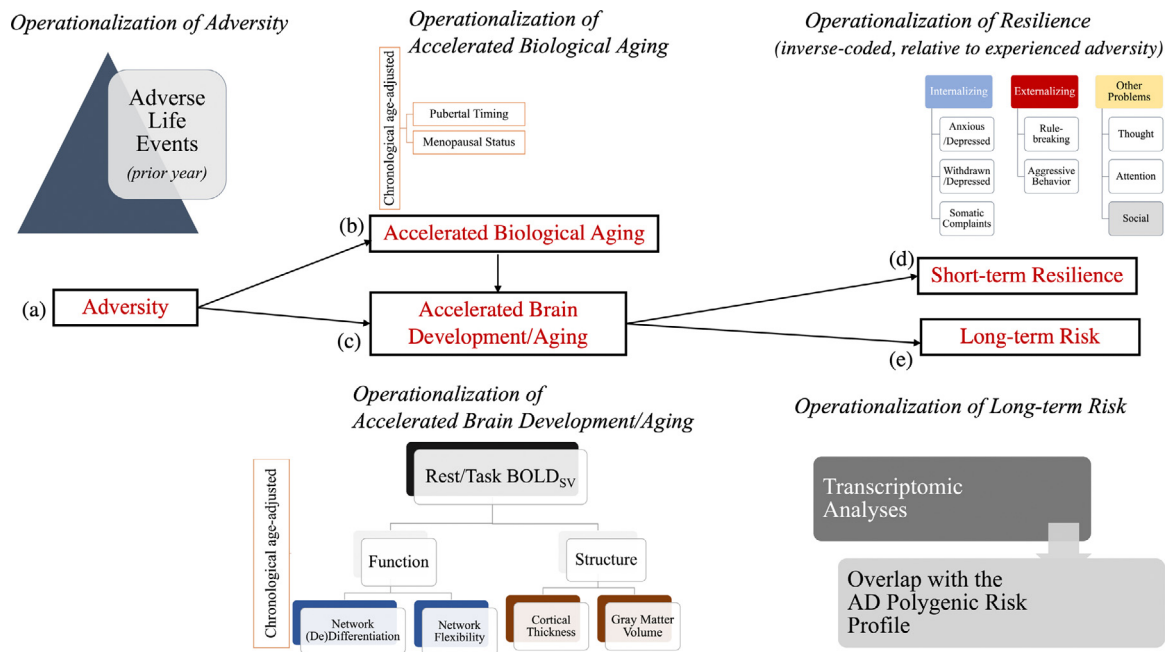 Operationalization of Adversity
Adverse
Life
Events
(prior year)
Operationalization of
Accelerated Biological Aging
Chronological age-adjusted
Pubertal Timing
Menopausal Status
Operationalization of Resilience
(inverse-coded, relative to experienced adversity)
Internalizing
Anxious
/Depressed
Withdrawn
/Depressed
Somatic
Complaints
Externalizing
Rule-
breaking
Aggressive
Behavior
Other
Problems
Thought
Attention
Social
(a)
Adversity
(b)
Accelerated Biological Aging
(c)
Accelerated Brain
Development/Aging
(d)
Short-term Resilience
(e)
Long-term Risk
Operationalization of
Accelerated Brain Development/Aging
Chronological age-adjusted
Rest/Task BOLDSV
Function
Structure
Network
(De)Differentiation
Network
Flexibility
Cortical
Thickness
Gray Matter
Volume
Operationalization of Long-term Risk
Transcriptomic
Analyses
Overlap with the
AD Polygenic Risk
Profile